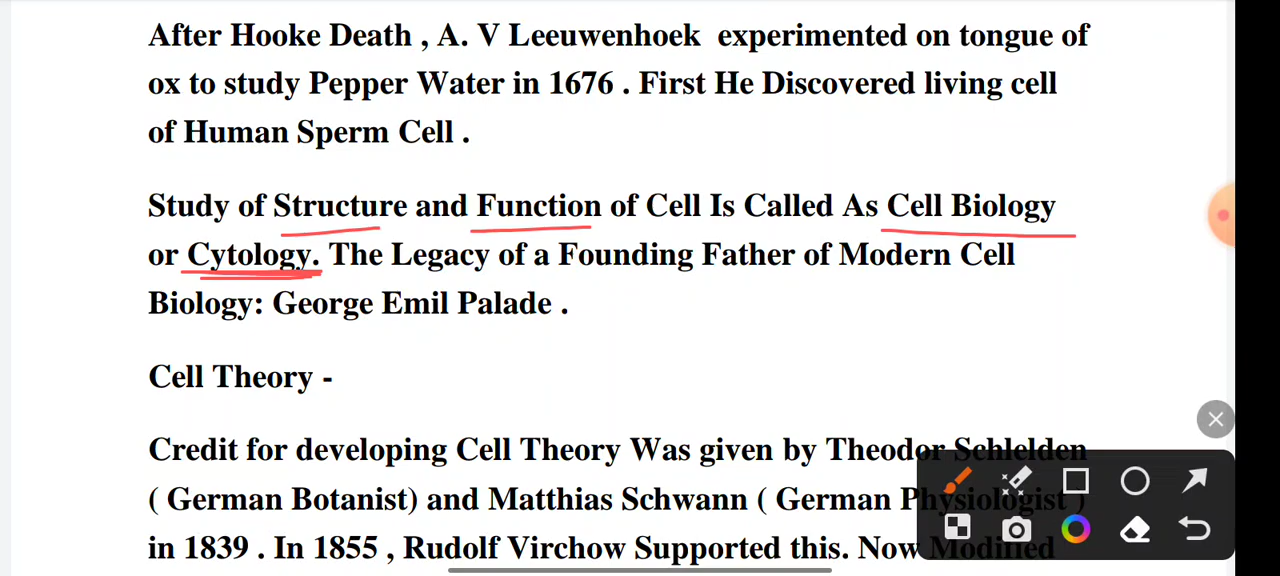 After Hooke Death , A. V Leeuwenhoek experimented on tongue of
ox to study Pepper Water in 1676 . First He Discovered living cell
of Human Sperm Cell .
Study of Structure and Function of Cell Is Called As Cell Biology
or Cytology. The Legacy of a Founding Father of Modern Cell
Biology: George Emil Palade .
Cell Theory -
Credit for developing Cell Theory Was given by Theodor Schlelden
( German Botanist) and Matthias Schwann ( German Physiologist )
in 1839 . In 1855 , Rudolf Virchow Supported this. Now Modified